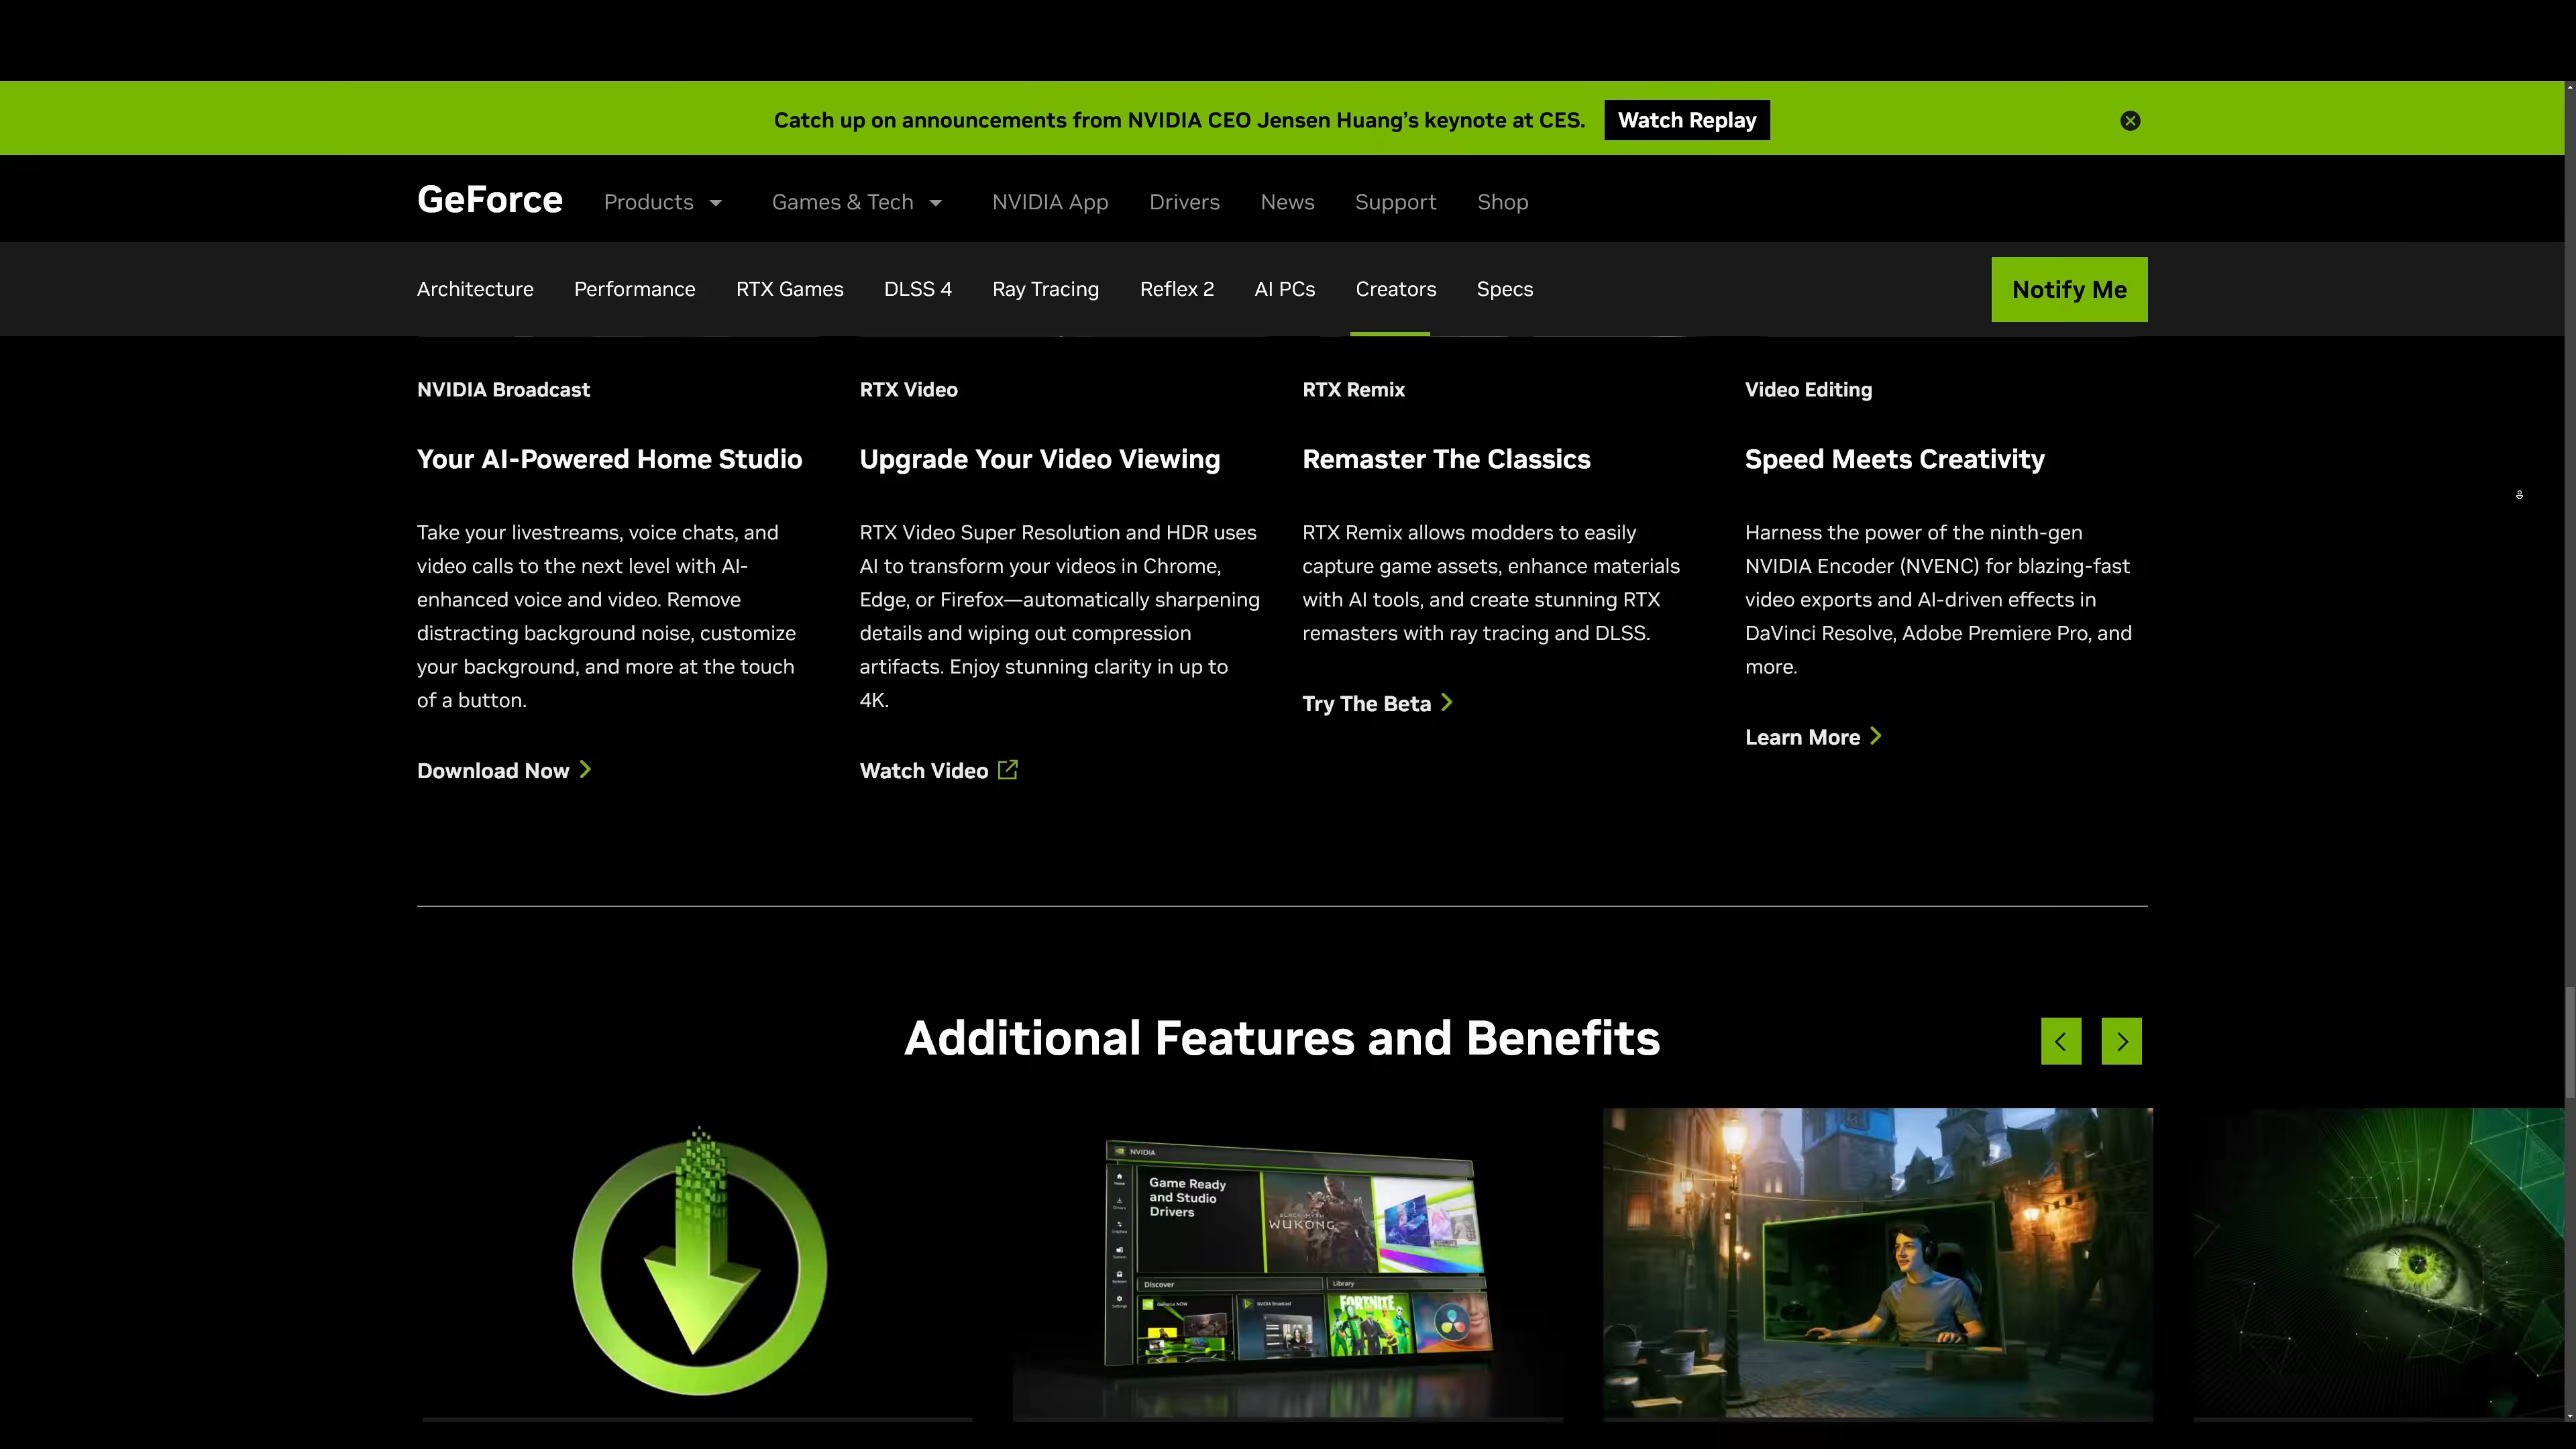 Catch up on announcements from NVIDIA CEO Jensen Huang’s keynote at CES.
Watch Replay
GeForce
Products
Games & Tech
NVIDIA App
Drivers
News
Support
Shop
Architecture
Performance
RTX Games
DLSS 4
Ray Tracing
Reflex 2
AI PCs
Creators
Specs
Notify Me
NVIDIA Broadcast
Your AI-Powered Home Studio
Take your livestreams, voice chats, and
video calls to the next level with AI-
enhanced voice and video. Remove
distracting background noise, customize
your background, and more at the touch
of a button.
Download Now
RTX Video
Upgrade Your Video Viewing
RTX Video Super Resolution and HDR uses
AI to transform your videos in Chrome,
Edge, or Firefox—automatically sharpening
details and wiping out compression
artifacts. Enjoy stunning clarity in up to
4K.
Watch Video
RTX Remix
Remaster The Classics
RTX Remix allows modders to easily
capture game assets, enhance materials
with AI tools, and create stunning RTX
remasters with ray tracing and DLSS.
Try The Beta
Video Editing
Speed Meets Creativity
Harness the power of the ninth-gen
NVIDIA Encoder (NVENC) for blazing-fast
video exports and AI-driven effects in
DaVinci Resolve, Adobe Premiere Pro, and
more.
Learn More
Additional Features and Benefits
NVIDIA
Game Ready
and Studio
Drivers
BLACK MYTH
WUKONG
Discover
Library
GeForce NOW
NVIDIA Broadcast
FORTNITE